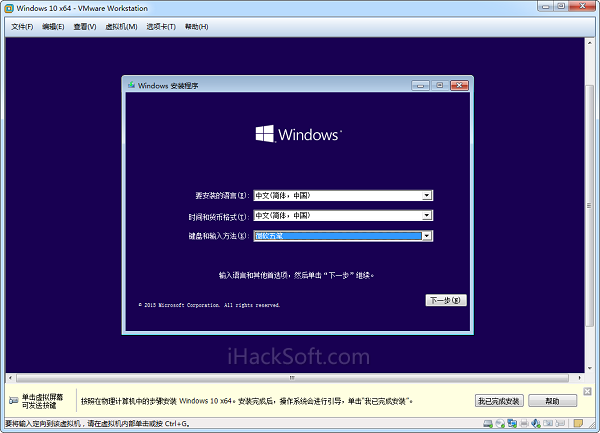 Windows 10 x64 - VMware Workstation
文件(F) 编辑(E) 查看(V) 虚拟机(M) 选项卡(T) 帮助(H)
Windows 安装程序
Windows
要安装的语言(E): 中文(简体，中国)
时间和货币格式(T): 中文(简体，中国)
键盘和输入方法(K): 微软五笔
输入语言和其他首选项，然后单击“下一步”继续。
© 2015 Microsoft Corporation. All rights reserved.
下一步(N)
iHackSoft.com
单击虚拟屏幕
可发送按键
按照在物理计算机中的步骤安装 Windows 10 x64。安装完成后，操作系统会进行引导，单击“我已完成安装”。
我已完成安装
帮助
要将输入定向到该虚拟机，请在虚拟机内部单击或按 Ctrl+G。